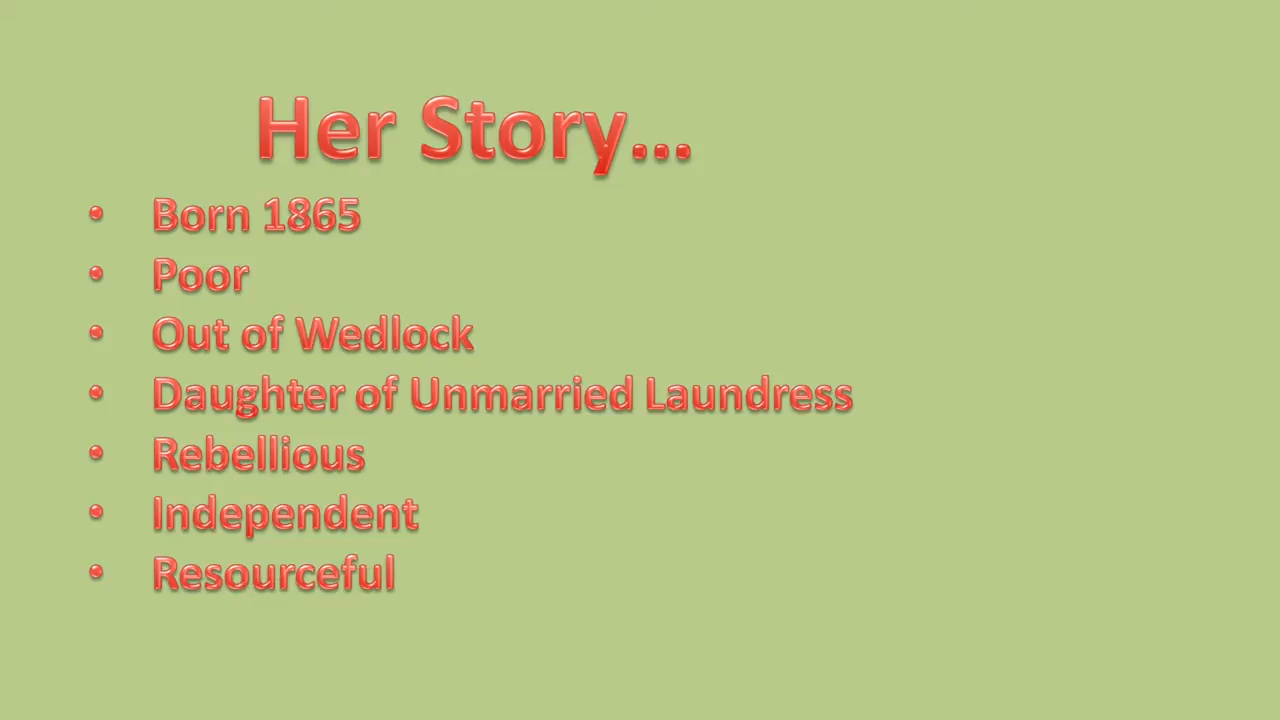 Her Story...
• Born 1865
• Poor
• Out of Wedlock
• Daughter of Unmarried Laundress
• Rebellious
• Independent
• Resourceful